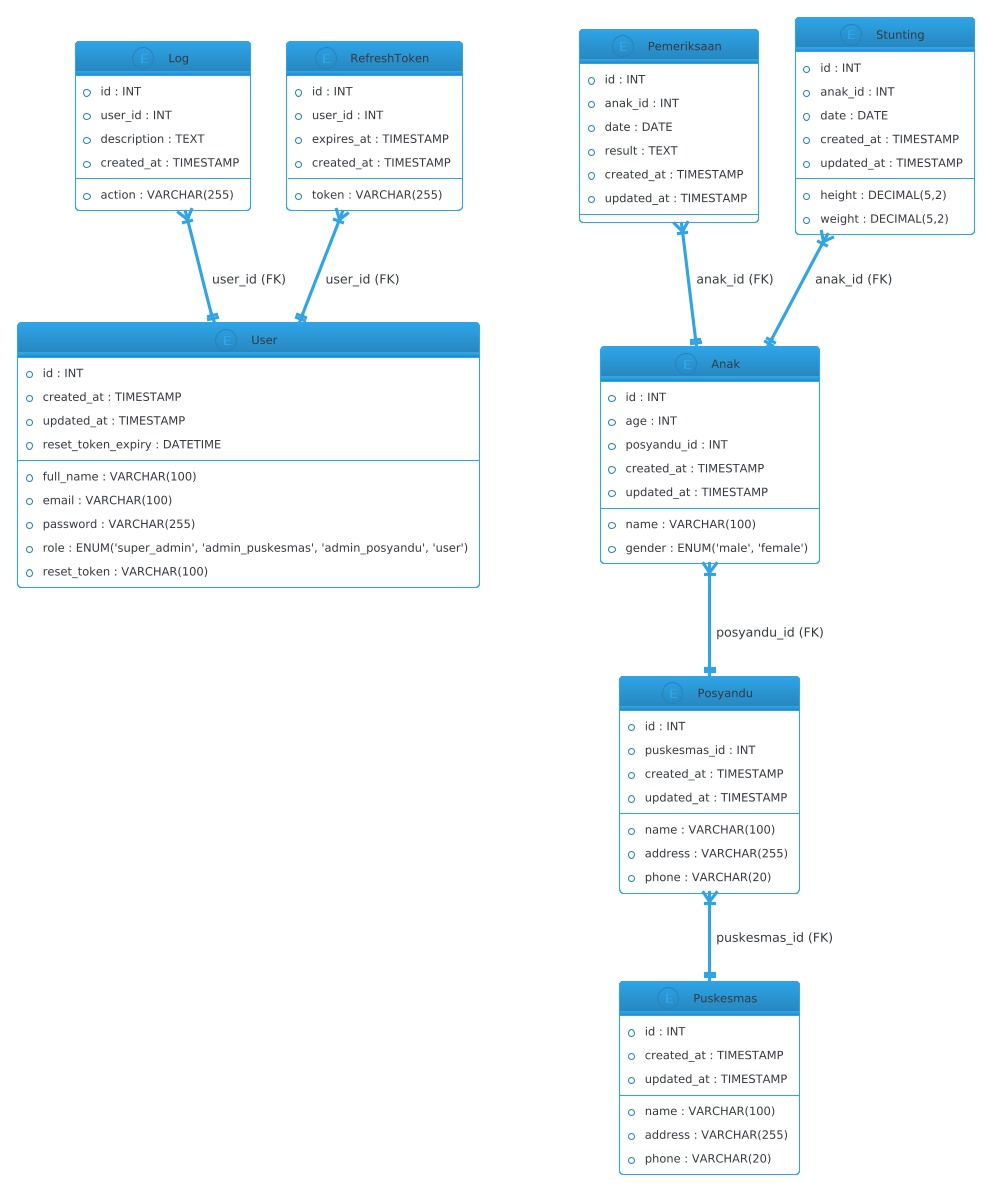 E Log
id : INT
user_id : INT
description : TEXT
created_at : TIMESTAMP
action : VARCHAR(255)
E RefreshToken
id : INT
user_id : INT
expires_at : TIMESTAMP
created_at : TIMESTAMP
token : VARCHAR(255)
E Pemeriksaan
id : INT
anak_id : INT
date : DATE
result : TEXT
created_at : TIMESTAMP
updated_at : TIMESTAMP
E Stunting
id : INT
anak_id : INT
date : DATE
created_at : TIMESTAMP
updated_at : TIMESTAMP
height : DECIMAL(5,2)
weight : DECIMAL(5,2)
user_id (FK)
user_id (FK)
anak_id (FK)
anak_id (FK)
E User
id : INT
created_at : TIMESTAMP
updated_at : TIMESTAMP
reset_token_expiry : DATETIME
full_name : VARCHAR(100)
email : VARCHAR(100)
password : VARCHAR(255)
role : ENUM('super_admin', 'admin_puskesmas', 'admin_posyandu', 'user')
reset_token : VARCHAR(100)
E Anak
id : INT
age : INT
posyandu_id : INT
created_at : TIMESTAMP
updated_at : TIMESTAMP
name : VARCHAR(100)
gender : ENUM('male', 'female')
posyandu_id (FK)
E Posyandu
id : INT
puskesmas_id : INT
created_at : TIMESTAMP
updated_at : TIMESTAMP
name : VARCHAR(100)
address : VARCHAR(255)
phone : VARCHAR(20)
puskesmas_id (FK)
E Puskesmas
id : INT
created_at : TIMESTAMP
updated_at : TIMESTAMP
name : VARCHAR(100)
address : VARCHAR(255)
phone : VARCHAR(20)